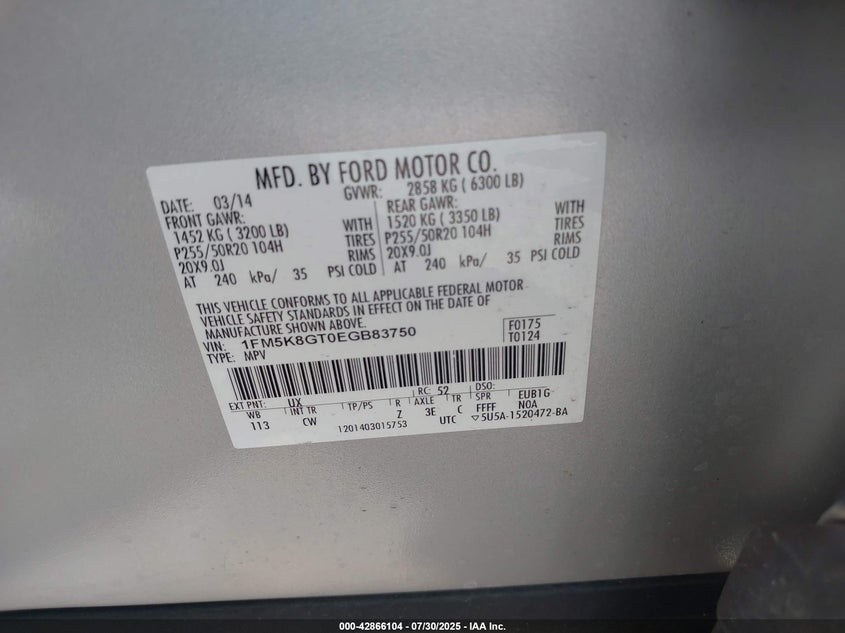 MFD. BY FORD MOTOR CO.
DATE: 03/14 GVWR: 2858 KG ( 6300 LB)
FRONT GAWR: REAR GAWR:
1452 KG ( 3200 LB) WITH 1520 KG ( 3350 LB) WITH
P255/50R20 104H TIRES P255/50R20 104H TIRES
20X9.0J RIMS 20X9.0J RIMS
AT 240 kPa/ 35 PSI COLD AT 240 kPa/ 35 PSI COLD
THIS VEHICLE CONFORMS TO ALL APPLICABLE FEDERAL MOTOR
VEHICLE SAFETY STANDARDS IN EFFECT ON THE DATE OF
MANUFACTURE SHOWN ABOVE.
VIN: 1FM5K8GT0EGB83750 F0175
TYPE: MPV T0124
EXT PNT: UX RC: 52 DSO:
WB INT TR TP/PS R AXLE TR SPR EUB1G
113 CW Z 3E C FFFF NOA
1201403015753 UTC ▽5U5A-1520472-BA
000-42866104 / 07/30/2025 - IAA Inc.